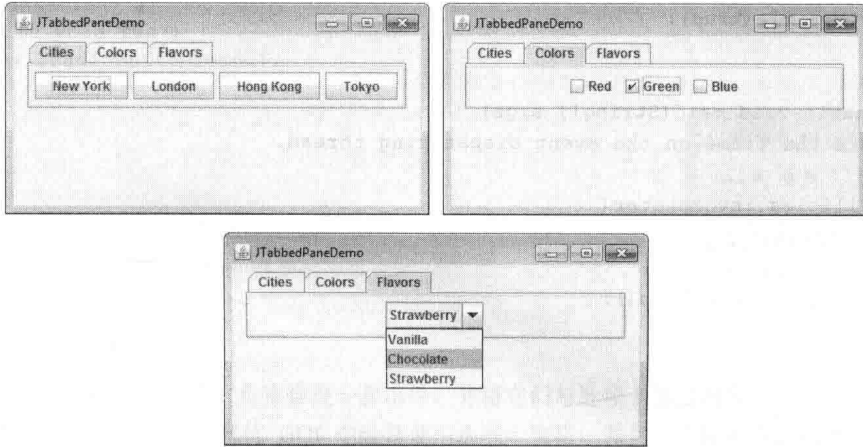 JTabbedPaneDemo
Cities Colors Flavors
New York London Hong Kong Tokyo
JTabbedPaneDemo
Cities Colors Flavors
Red Green Blue
JTabbedPaneDemo
Cities Colors Flavors
Strawberry
Vanilla
Chocolate
Strawberry